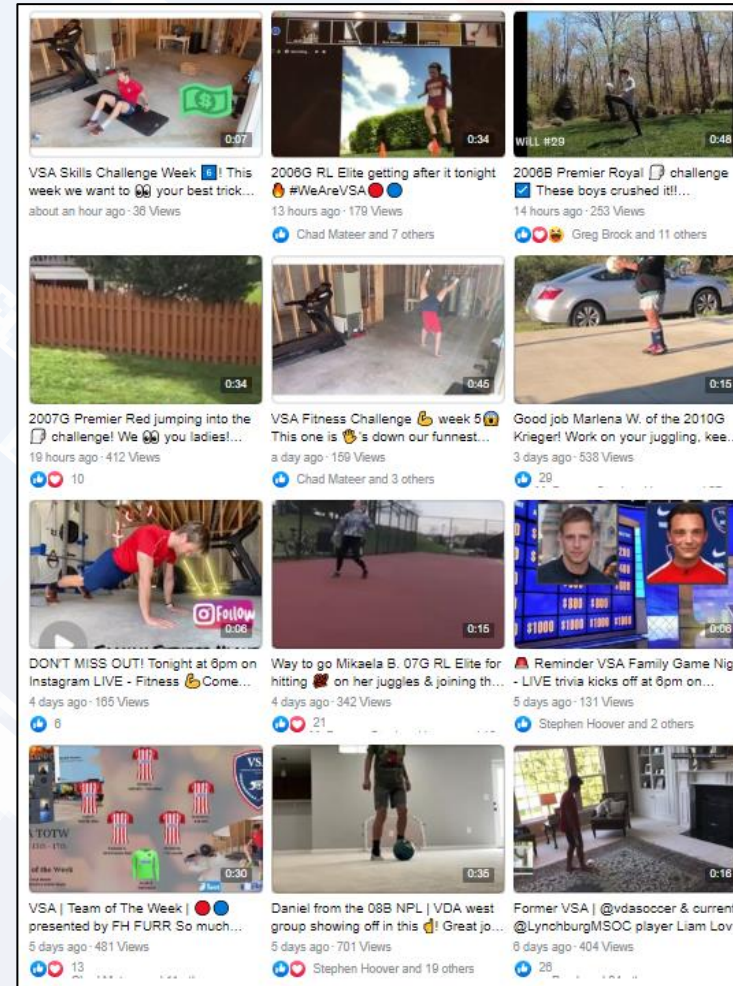 0:07
VSA Skills Challenge Week 6! This
week we want to 👀 your best trick...
about an hour ago · 36 Views
0:34
2006G RL Elite getting after it tonight
🔥 #WeAreVSA🔴🔵
13 hours ago · 179 Views
Chad Mateer and 7 others
WiLL #29
0:48
2006B Premier Royal challenge
☑ These boys crushed it!!...
14 hours ago · 253 Views
Greg Brock and 11 others
0:34
2007G Premier Red jumping into the
challenge! We 👀 you ladies!...
19 hours ago · 412 Views
10
0:45
VSA Fitness Challenge 💪 week 5😱
This one is 👋's down our funnest...
a day ago · 159 Views
Chad Mateer and 3 others
0:15
Good job Marlena W. of the 2010G
Krieger! Work on your juggling, kee...
3 days ago · 538 Views
29
Follow
0:06
DON'T MISS OUT! Tonight at 6pm on
Instagram LIVE - Fitness 💪Come...
4 days ago · 165 Views
6
0:15
Way to go Mikaela B. 07G RL Elite for
hitting 💯 on her juggles & joining th...
4 days ago · 342 Views
21
$800 $800
$1000 $1000 $1000
0:06
🚨 Reminder VSA Family Game Nig
- LIVE trivia kicks off at 6pm on...
5 days ago · 131 Views
Stephen Hoover and 2 others
TOTW
of the Week
0:30
VSA | Team of The Week | 🔴🔵
presented by FH FURR So much...
5 days ago · 481 Views
13
0:35
Daniel from the 08B NPL | VDA west
group showing off in this ☝! Great jo...
5 days ago · 701 Views
Stephen Hoover and 19 others
0:16
Former VSA | @vdasoccer & current
@LynchburgMSOC player Liam Lov
6 days ago · 404 Views
26